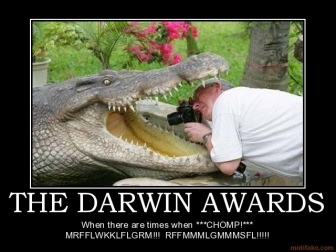 THE DARWIN AWARDS
When there are times when ***CHOMP!***
MRFFLWKKLFLGRM!!!  RFFMMMLGMMMSFL!!!!!
motifake.com